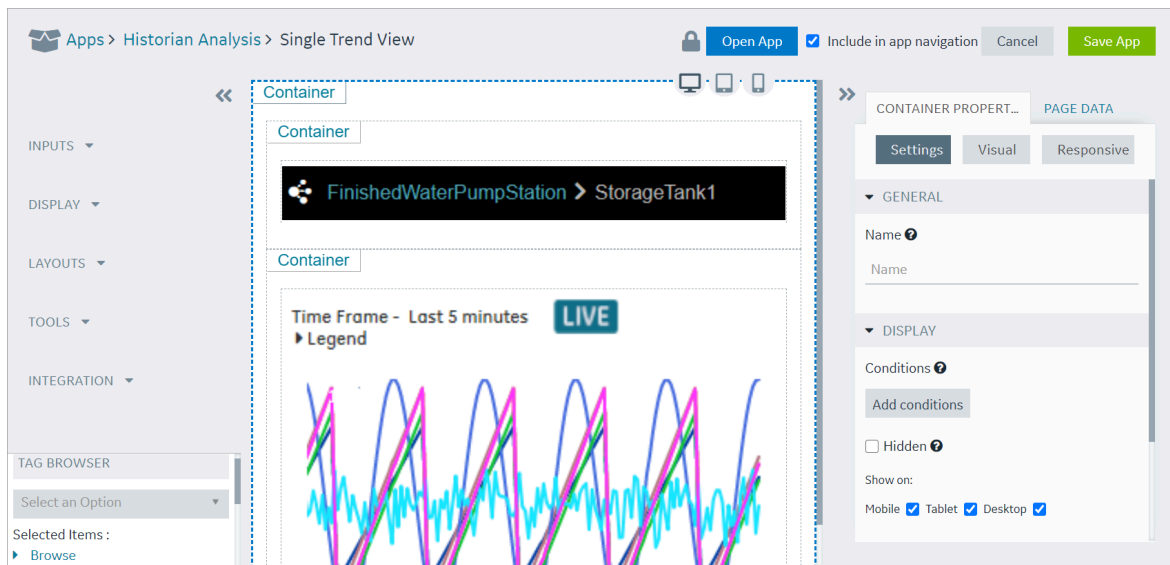 Apps > Historian Analysis > Single Trend View
Open App
Include in app navigation
Cancel
Save App
INPUTS
DISPLAY
LAYOUTS
TOOLS
INTEGRATION
TAG BROWSER
Select an Option
Selected Items :
Browse
Container
Container
FinishedWaterPumpStation > StorageTank1
Container
Time Frame - Last 5 minutes
LIVE
Legend
CONTAINER PROPERT...
PAGE DATA
Settings
Visual
Responsive
GENERAL
Name
Name
DISPLAY
Conditions
Add conditions
Hidden
Show on:
Mobile Tablet Desktop